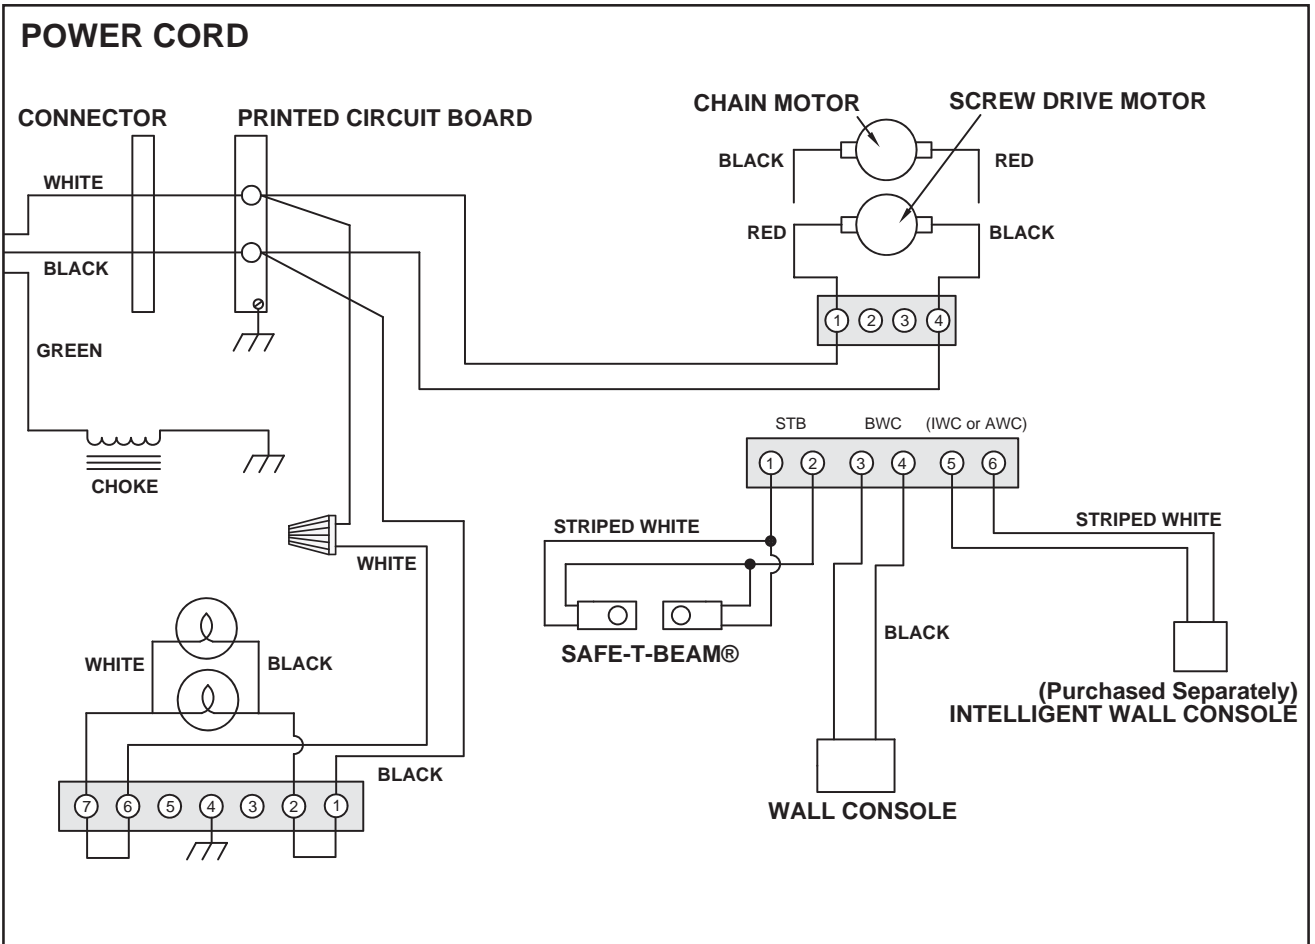 POWER CORD
CONNECTOR
PRINTED CIRCUIT BOARD
CHAIN MOTOR
SCREW DRIVE MOTOR
WHITE
BLACK
RED
RED
BLACK
BLACK
GREEN
CHOKE
1 2 3 4
STB
BWC
(IWC or AWC)
1 2 3 4 5 6
STRIPED WHITE
STRIPED WHITE
WHITE
SAFE-T-BEAM®
BLACK
WHITE
BLACK
(Purchased Separately)
INTELLIGENT WALL CONSOLE
BLACK
7 6 5 4 3 2 1
WALL CONSOLE